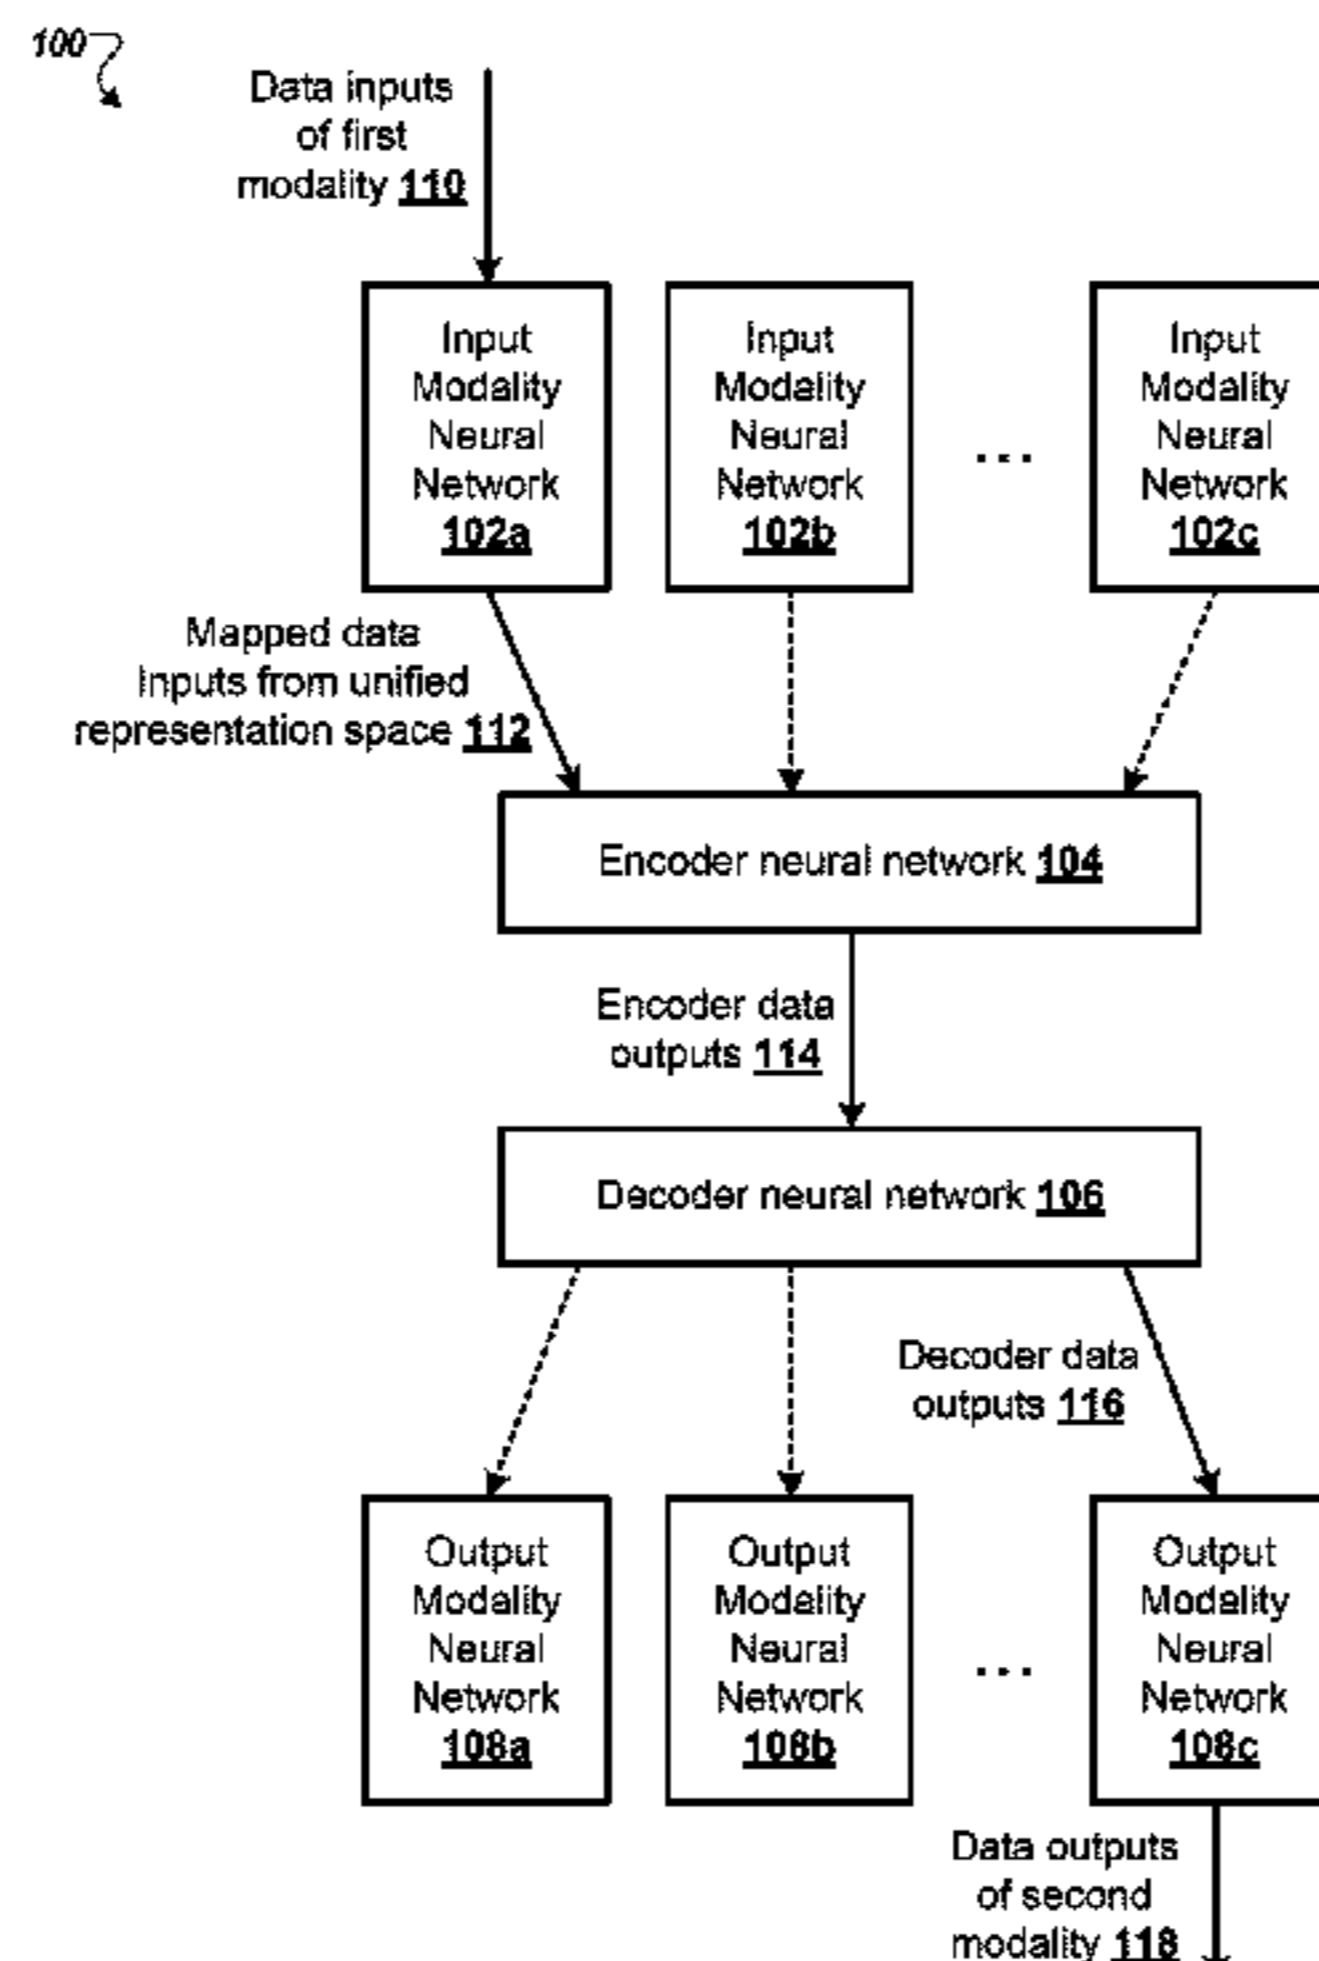 100
Data inputs
of first
modality 110
Input
Modality
Neural
Network
102a
Input
Modality
Neural
Network
102b
...
Input
Modality
Neural
Network
102c
Mapped data
Inputs from unified
representation space 112
Encoder neural network 104
Encoder data
outputs 114
Decoder neural network 106
Decoder data
outputs 116
Output
Modality
Neural
Network
108a
Output
Modality
Neural
Network
108b
...
Output
Modality
Neural
Network
108c
Data outputs
of second
modality 118